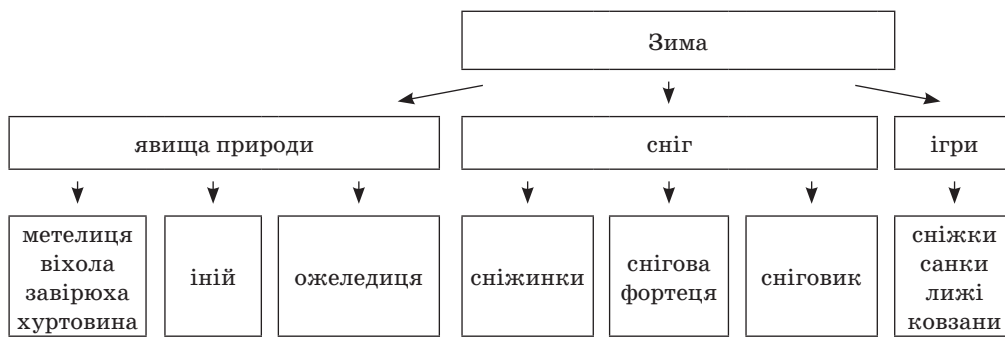 Зима
явища природи
сніг
ігри
метелиця
віхола
завірюха
хуртовина
іній
ожеледиця
сніжинки
снігова
фортеця
сніговик
сніжки
санки
лижі
ковзани